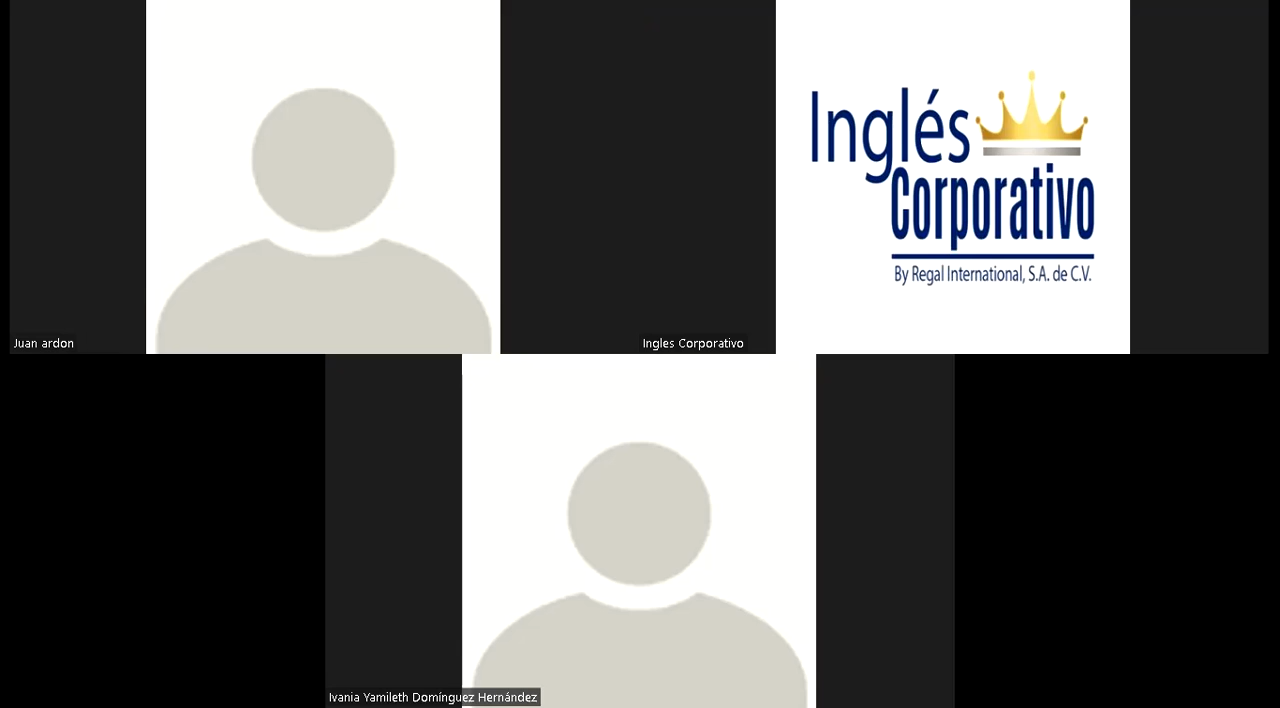 Inglés
Corporativo
By Regal International, S.A. de C.V.
Juan ardon
Ingles Corporativo
Ivania Yamileth Domínguez Hernández